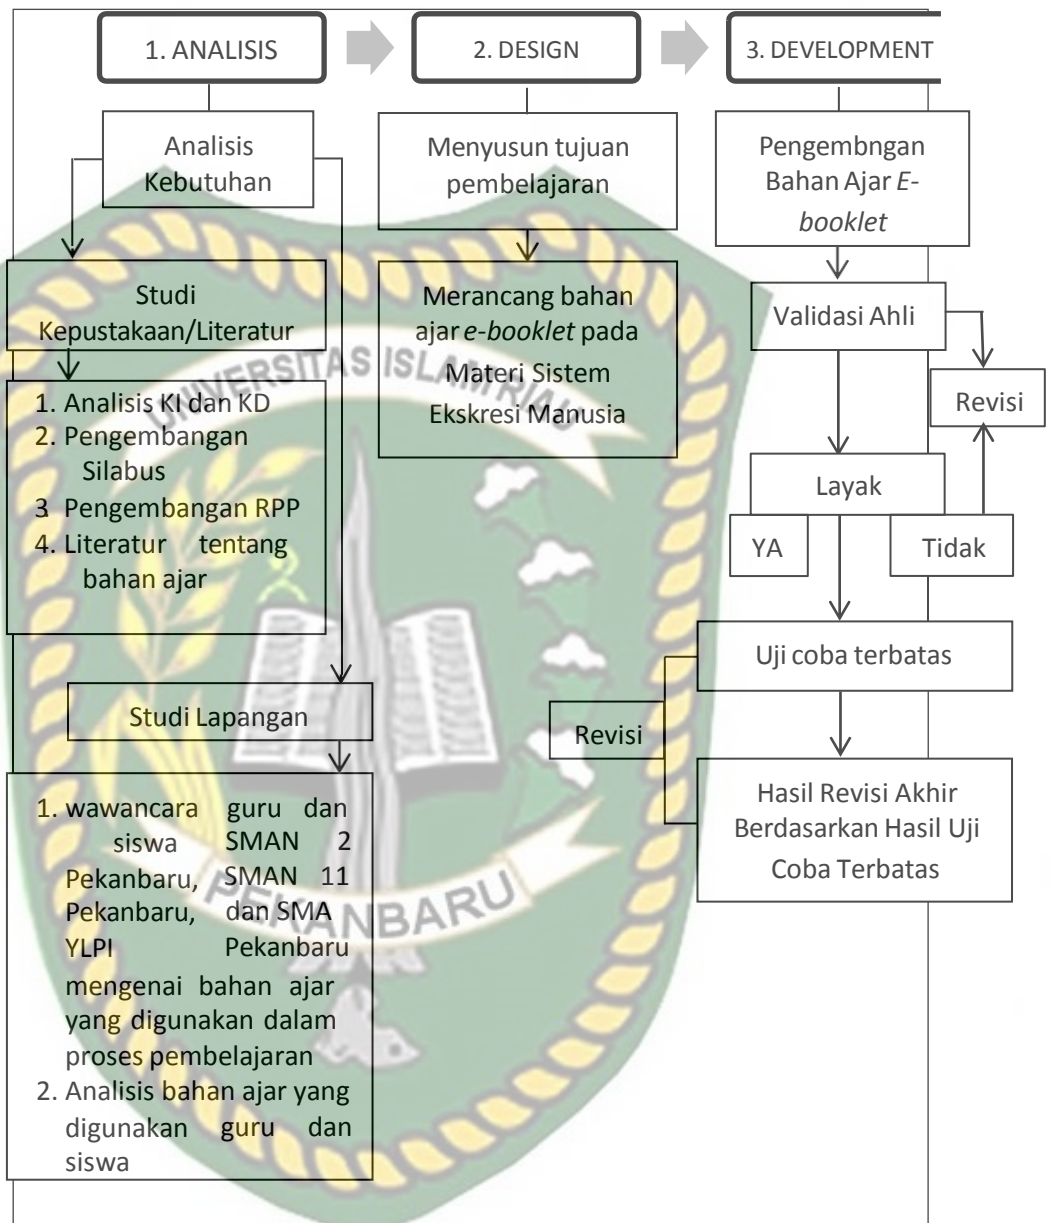 1. ANALISIS
2. DESIGN
3. DEVELOPMENT
Analisis
Kebutuhan
Studi
Kepustakaan/Literatur
1. Analisis KI dan KD
2. Pengembangan
Silabus
3 Pengembangan RPP
4. Literatur tentang
bahan ajar
Studi Lapangan
1. wawancara guru dan
siswa SMAN 2
Pekanbaru, SMAN 11
Pekanbaru, dan SMA
YLPI Pekanbaru
mengenai bahan ajar
yang digunakan dalam
proses pembelajaran
2. Analisis bahan ajar yang
digunakan guru dan
siswa
Menyusun tujuan
pembelajaran
Merancang bahan
ajar e-booklet pada
Materi Sistem
Ekskresi Manusia
Pengembngan
Bahan Ajar E-
booklet
Validasi Ahli
Revisi
Layak
YA
Tidak
Uji coba terbatas
Revisi
Hasil Revisi Akhir
Berdasarkan Hasil Uji
Coba Terbatas
UNIVERSITAS ISLAM RIAU
PEKANBARU